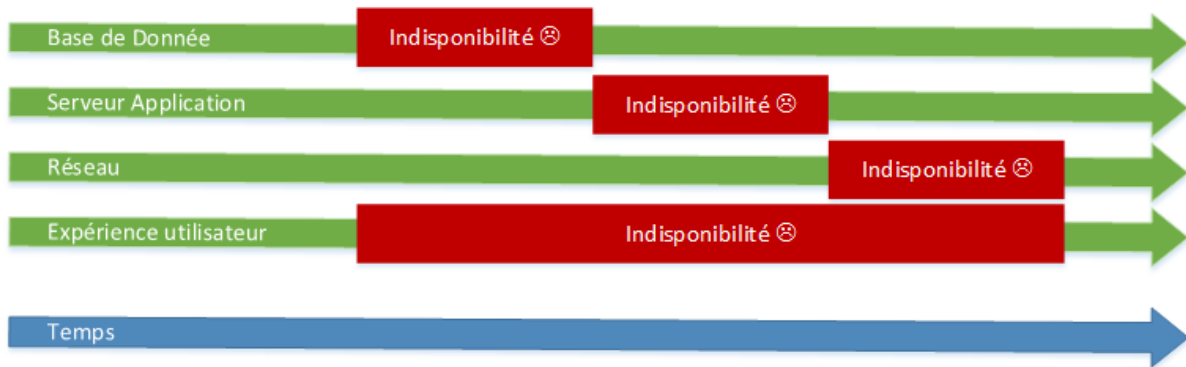 Base de Donnée
Indisponibilité ☹
Serveur Application
Indisponibilité ☹
Réseau
Indisponibilité ☹
Expérience utilisateur
Indisponibilité ☹
Temps